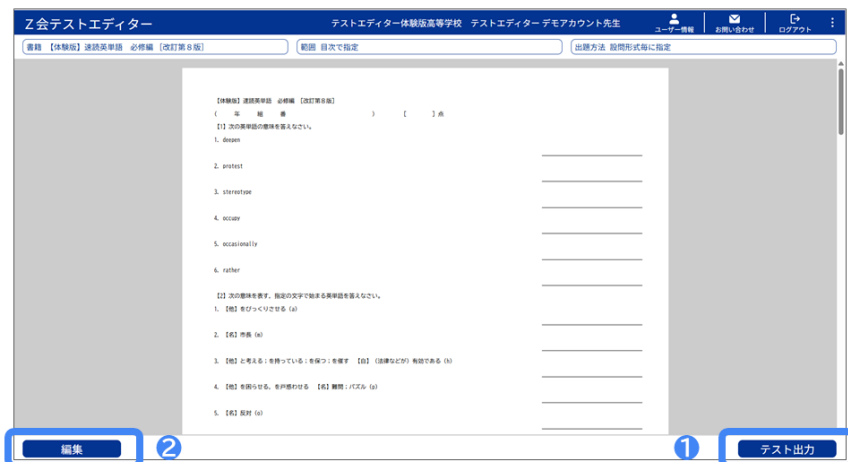 Z会テストエディター
テストエディター体験版高等学校 テストエディター デモアカウント先生
ユーザー情報
お問い合わせ
ログアウト
書籍 【体験版】速読英単語 必修編 [改訂第8版]
範囲 目次で指定
出題方法 設問形式毎に指定
【体験版】速読英単語 必修編 [改訂第8版]
( 年 組 番 ) [ ]点
【1】次の英単語の意味を答えなさい。
1. deepen
2. protest
3. stereotype
4. occupy
5. occasionally
6. rather
【2】次の意味を表す、指定の文字で始まる英単語を答えなさい。
1. 【他】をびっくりさせる (a)
2. 【名】市長 (m)
3. 【他】と考える;を持っている;を保つ;を催す 【自】(法律などが) 有効である (h)
4. 【他】を困らせる、を戸惑わせる 【名】難問;パズル (p)
5. 【名】反対 (o)
編集
②
①
テスト出力